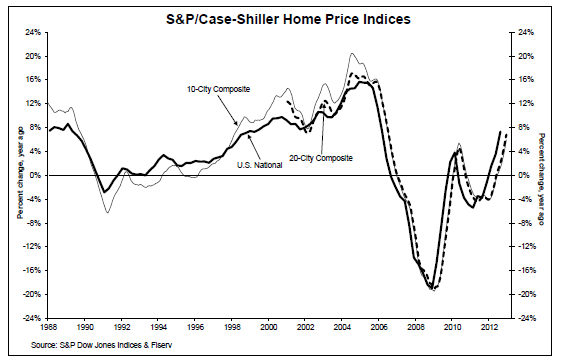 S&P/Case-Shiller Home Price Indices
24% 24%
20% 20%
16% 16%
10-City Composite
12% 12%
8% 8%
U.S. National
20-City Composite
4% 4%
0% 0%
-4% -4%
-8% -8%
-12% -12%
-16% -16%
-20% -20%
-24% -24%
Percent change, year ago
Percent change, year ago
1988 1990 1992 1994 1996 1998 2000 2002 2004 2006 2008 2010 2012
Source: S&P Dow Jones Indices & Fiserv